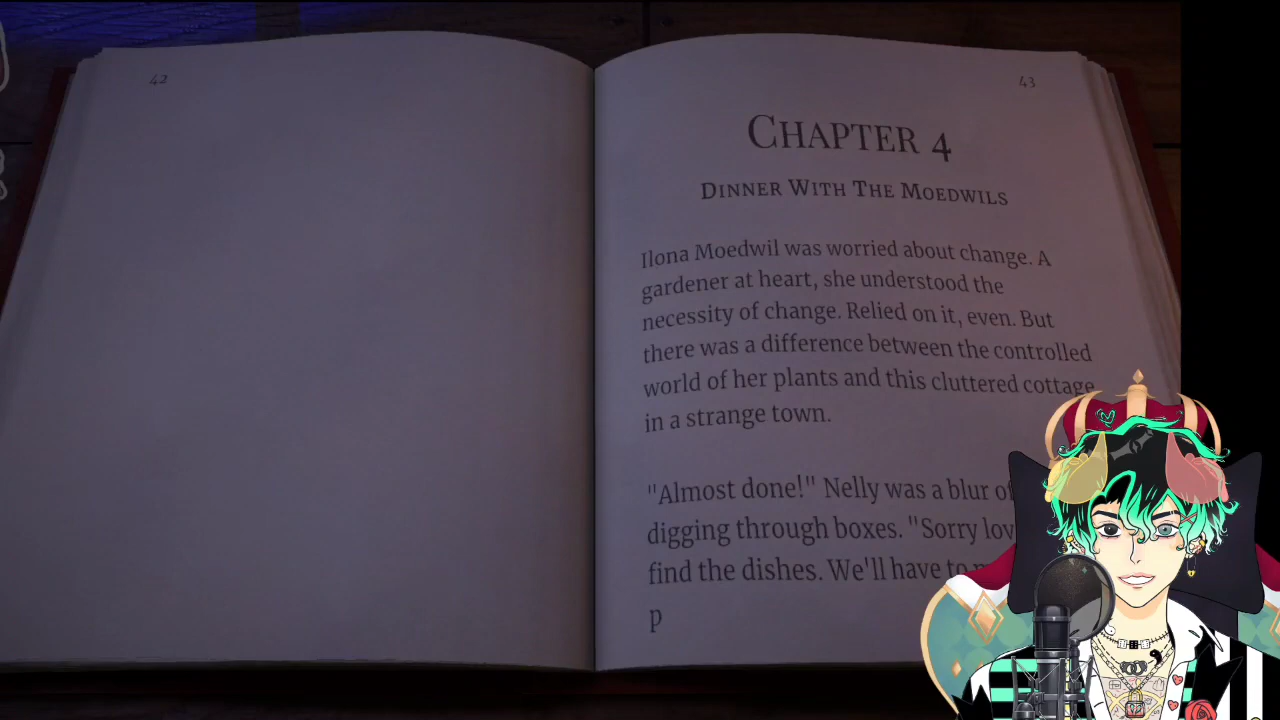 42
43
CHAPTER 4
DINNER WITH THE MOEDWILS
Ilona Moedwil was worried about change. A
gardener at heart, she understood the
necessity of change. Relied on it, even. But
there was a difference between the controlled
world of her plants and this cluttered cottage
in a strange town.
"Almost done!" Nelly was a blur of
digging through boxes. "Sorry
find the dishes. We'll have to
p